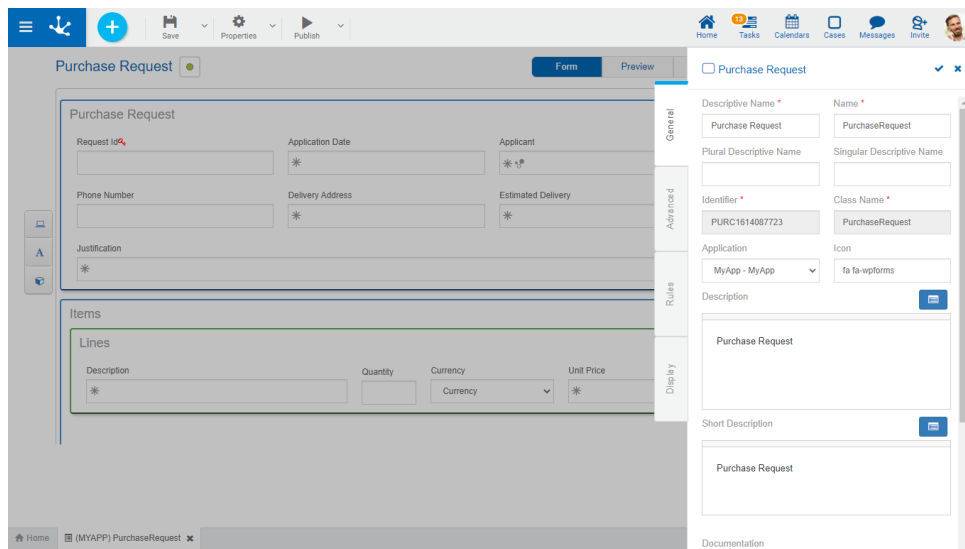 Save
Properties
Publish
Home
13
Tasks
Calendars
Cases
Messages
Invite
Purchase Request
Form
Preview
Purchase Request
Request Id
Application Date
Applicant
Phone Number
Delivery Address
Estimated Delivery
Justification
Items
Lines
Description
Quantity
Currency
Unit Price
Currency
A
General
Advanced
Rules
Display
Purchase Request
Descriptive Name *
Name *
Purchase Request
PurchaseRequest
Plural Descriptive Name
Singular Descriptive Name
Identifier *
Class Name *
PURC1614087723
PurchaseRequest
Application
Icon
MyApp - MyApp
fa fa-wpforms
Description
Purchase Request
Short Description
Purchase Request
Documentation
Home
(MYAPP) PurchaseRequest